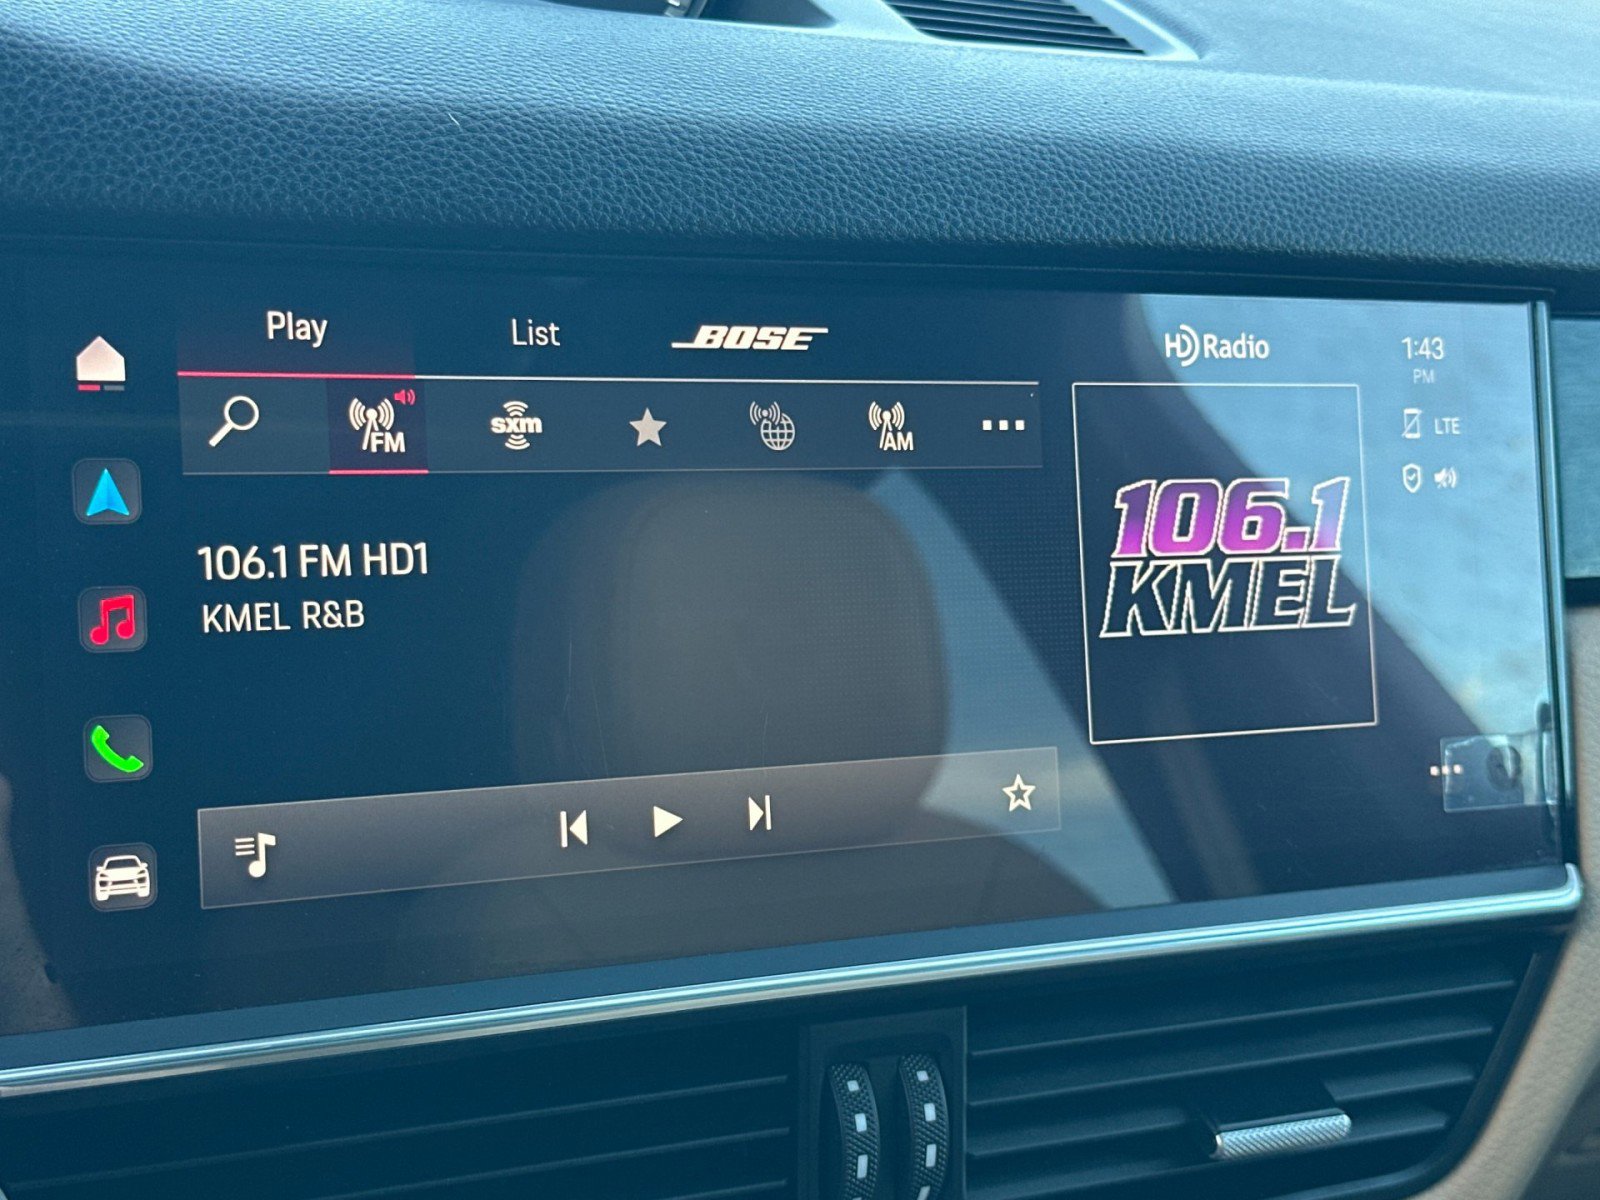 Play
List
BOSE
HD Radio
1:43
PM
FM
sxm
AM
LTE
106.1 FM HD1
KMEL R&B
106.1
KMEL